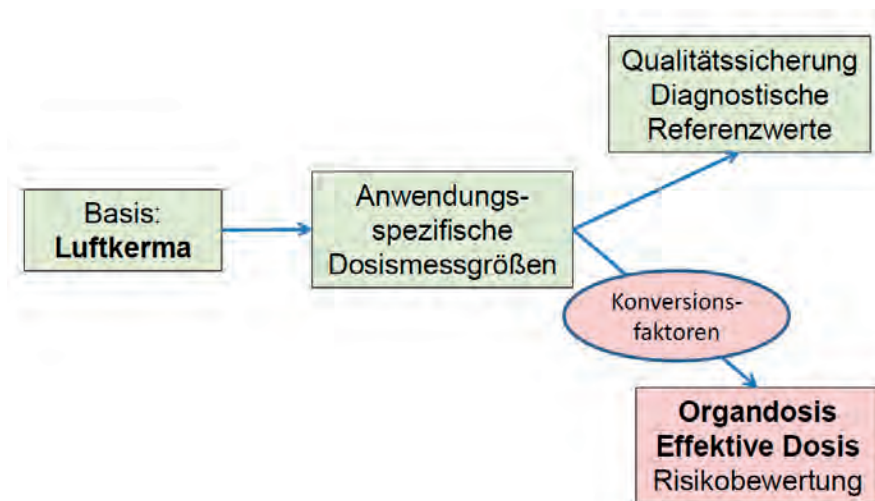 Basis:
Luftkerma
Anwendungs-
spezifische
Dosismessgrößen
Qualitätssicherung
Diagnostische
Referenzwerte
Konversions-
faktoren
Organdosis
Effektive Dosis
Risikobewertung